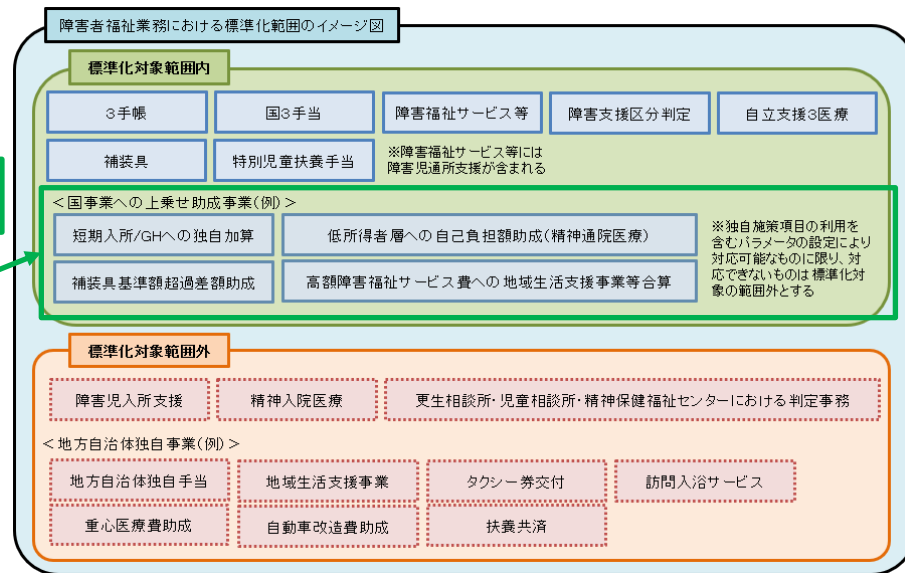 障害者福祉業務における標準化範囲のイメージ図
標準化対象範囲内
3手帳
国3手当
障害福祉サービス等
障害支援区分判定
自立支援3医療
補装具
特別児童扶養手当
※障害福祉サービス等には
障害児通所支援が含まれる
＜国事業への上乗せ助成事業(例)＞
短期入所/GHへの独自加算
低所得者層への自己負担額助成(精神通院医療)
※独自施策項目の利用を
含むパラメータの設定により
対応可能なものに限り、対
応できないものは標準化対
象の範囲外とする
補装具基準額超過差額助成
高額障害福祉サービス費への地域生活支援事業等合算
標準化対象範囲外
障害児入所支援
精神入院医療
更生相談所・児童相談所・精神保健福祉センターにおける判定事務
＜地方自治体独自事業(例)＞
地方自治体独自手当
地域生活支援事業
タクシー券交付
訪問入浴サービス
重心医療費助成
自動車改造費助成
扶養共済